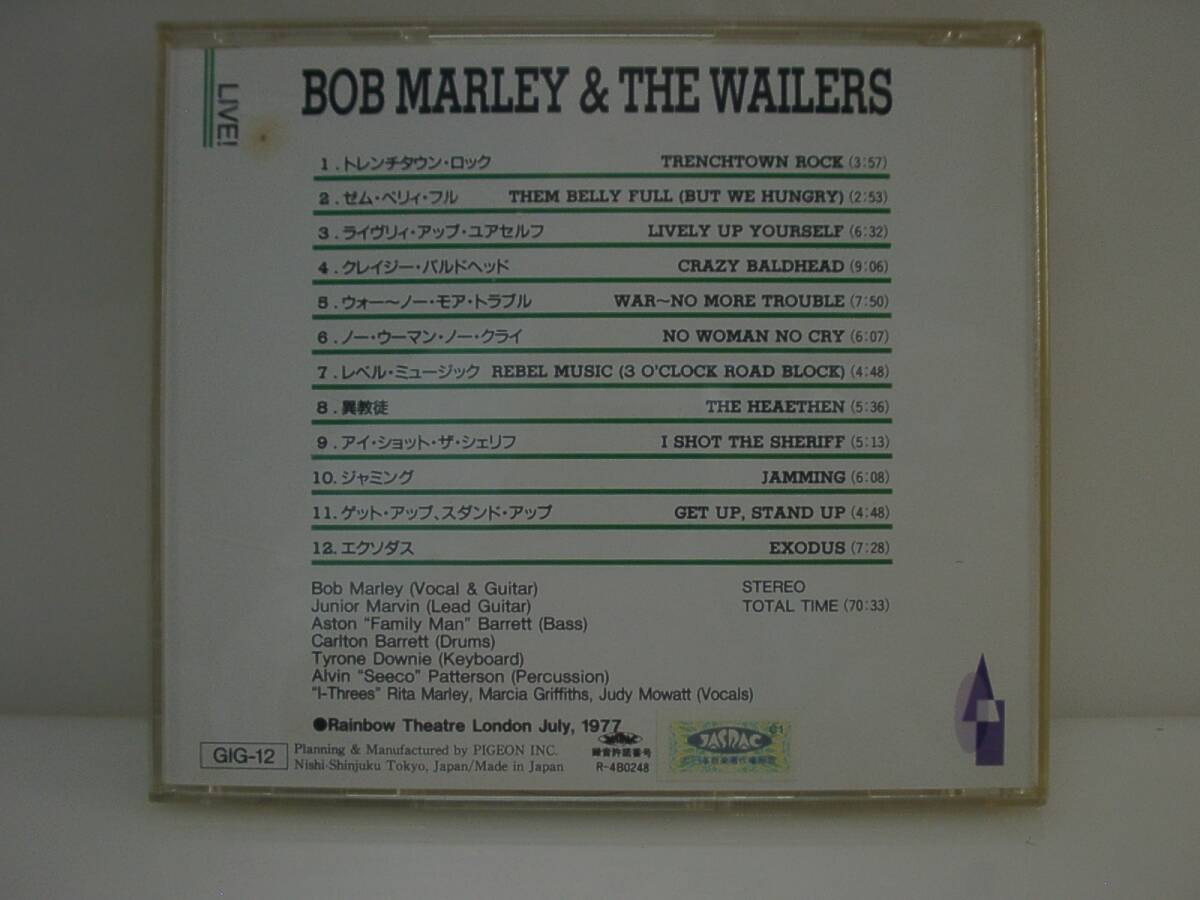 LIVE!
BOB MARLEY & THE WAILERS
1.トレンチタウン・ロック TRENCHTOWN ROCK (3:57)
2.ゼム・ベリィ・フル THEM BELLY FULL (BUT WE HUNGRY) (2:53)
3.ライヴリィ・アップ・ユアセルフ LIVELY UP YOURSELF (6:32)
4.クレイジー・バルドヘッド CRAZY BALDHEAD (9:06)
5.ウォー〜ノー・モア・トラブル WAR〜NO MORE TROUBLE (7:50)
6.ノー・ウーマン・ノー・クライ NO WOMAN NO CRY (6:07)
7.レベル・ミュージック REBEL MUSIC (3 O'CLOCK ROAD BLOCK) (4:48)
8.異教徒 THE HEAETHEN (5:36)
9.アイ・ショット・ザ・シェリフ I SHOT THE SHERIFF (5:13)
10.ジャミング JAMMING (6:08)
11.ゲット・アップ、スダンド・アップ GET UP, STAND UP (4:48)
12.エクソダス EXODUS (7:28)
Bob Marley (Vocal & Guitar) STEREO
Junior Marvin (Lead Guitar) TOTAL TIME (70:33)
Aston "Family Man" Barrett (Bass)
Carlton Barrett (Drums)
Tyrone Downie (Keyboard)
Alvin "Seeco" Patterson (Percussion)
"I-Threes" Rita Marley, Marcia Griffiths, Judy Mowatt (Vocals)
●Rainbow Theatre London July, 1977
GIG-12
Planning & Manufactured by PIGEON INC.
Nishi-Shinjuku Tokyo, Japan/Made in Japan
JASRAC
録音許諾番号
R-4B0248
JASRAC